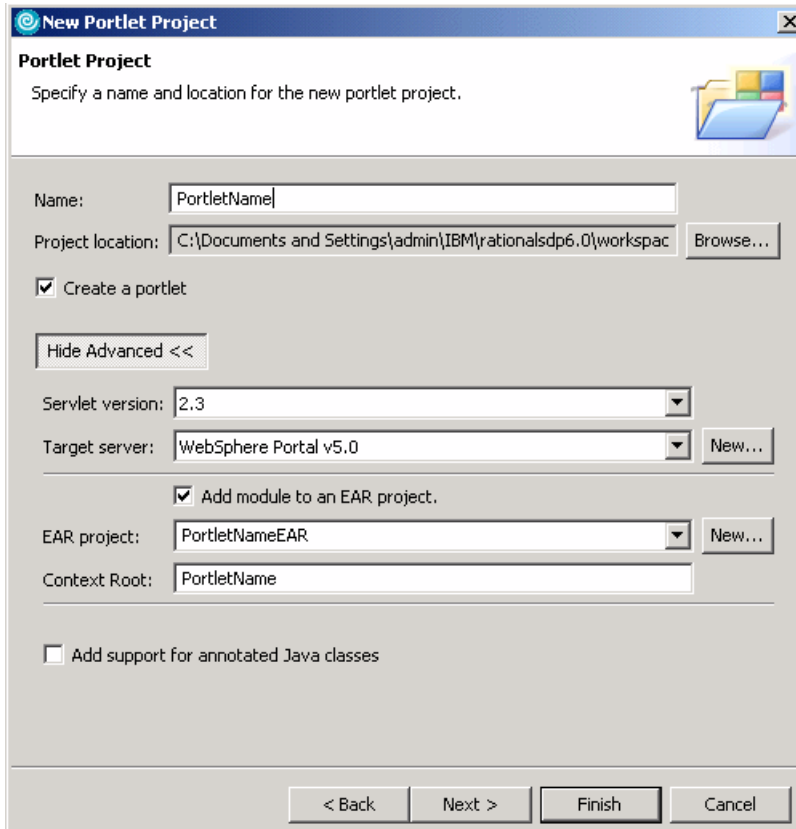 New Portlet Project
Portlet Project
Specify a name and location for the new portlet project.
Name: PortletName
Project location: C:\Documents and Settings\admin\IBM\rationalsdp6.0\workspac Browse...
Create a portlet
Hide Advanced <<
Servlet version: 2.3
Target server: WebSphere Portal v5.0 New...
Add module to an EAR project.
EAR project: PortletNameEAR New...
Context Root: PortletName
Add support for annotated Java classes
< Back Next > Finish Cancel